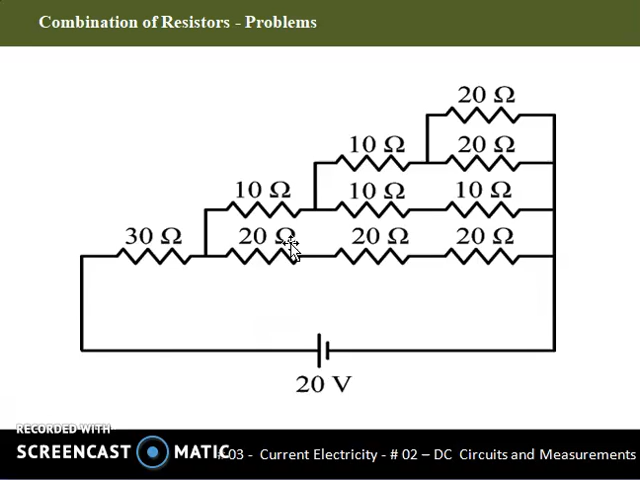 Combination of Resistors - Problems
20 Ω
10 Ω 20 Ω
10 Ω 10 Ω 10 Ω
30 Ω 20 Ω 20 Ω 20 Ω
20 V
RECORDED WITH
SCREENCAST MATIC
# 03 - Current Electricity - # 02 – DC Circuits and Measurements